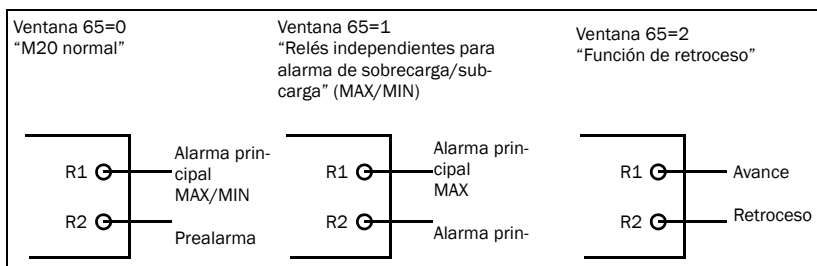 Ventana 65=0
“M20 normal”
Ventana 65=1
“Relés independientes para
alarma de sobrecarga/sub-
carga” (MAX/MIN)
Ventana 65=2
“Función de retroceso”
R1
Alarma prin-
cipal
MAX/MIN
R2
Prealarma
R1
Alarma prin-
cipal
MAX
R2
Alarma prin-
R1
Avance
R2
Retroceso